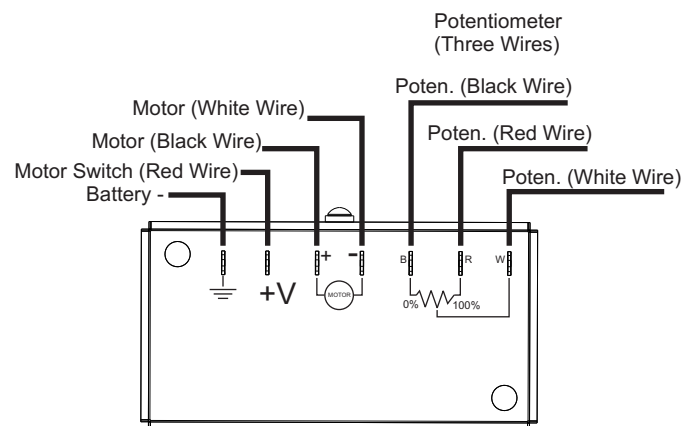 Potentiometer
(Three Wires)
Poten. (Black Wire)
Motor (White Wire)
Poten. (Red Wire)
Motor (Black Wire)
Motor Switch (Red Wire)
Poten. (White Wire)
Battery -
+ - B R W
+V MOTOR 0% 100%